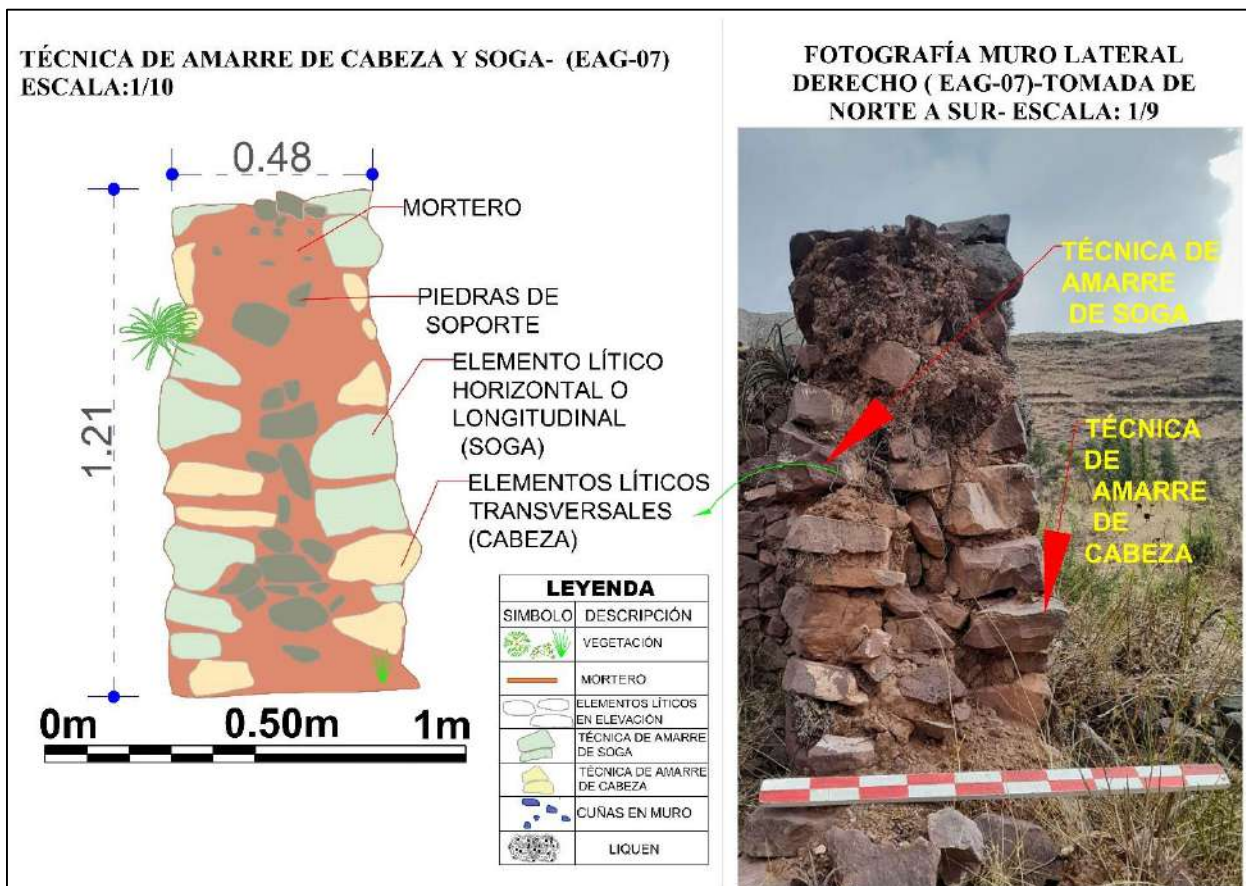 TÉCNICA DE AMARRE DE CABEZA Y SOGA- (EAG-07)
ESCALA:1/10
0.48
1.21
MORTERO
PIEDRAS DE
SOPORTE
ELEMENTO LÍTICO
HORIZONTAL O
LONGITUDINAL
(SOGA)
ELEMENTOS LÍTICOS
TRANSVERSALES
(CABEZA)
LEYENDA
SIMBOLO DESCRIPCIÓN
VEGETACIÓN
MORTERO
ELEMENTOS LÍTICOS
EN ELEVACIÓN
TÉCNICA DE AMARRE
DE SOGA
TÉCNICA DE AMARRE
DE CABEZA
CUÑAS EN MURO
LIQUEN
0m 0.50m 1m
FOTOGRAFÍA MURO LATERAL
DERECHO ( EAG-07)-TOMADA DE
NORTE A SUR- ESCALA: 1/9
TÉCNICA DE
AMARRE
DE SOGA
TÉCNICA
DE
AMARRE
DE
CABEZA